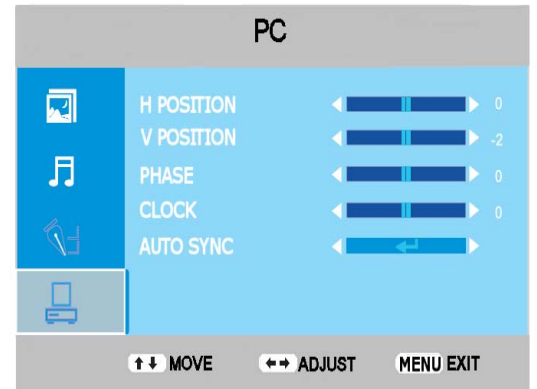 PC
H POSITION 0
V POSITION -2
PHASE 0
CLOCK 0
AUTO SYNC
MOVE ADJUST MENU EXIT